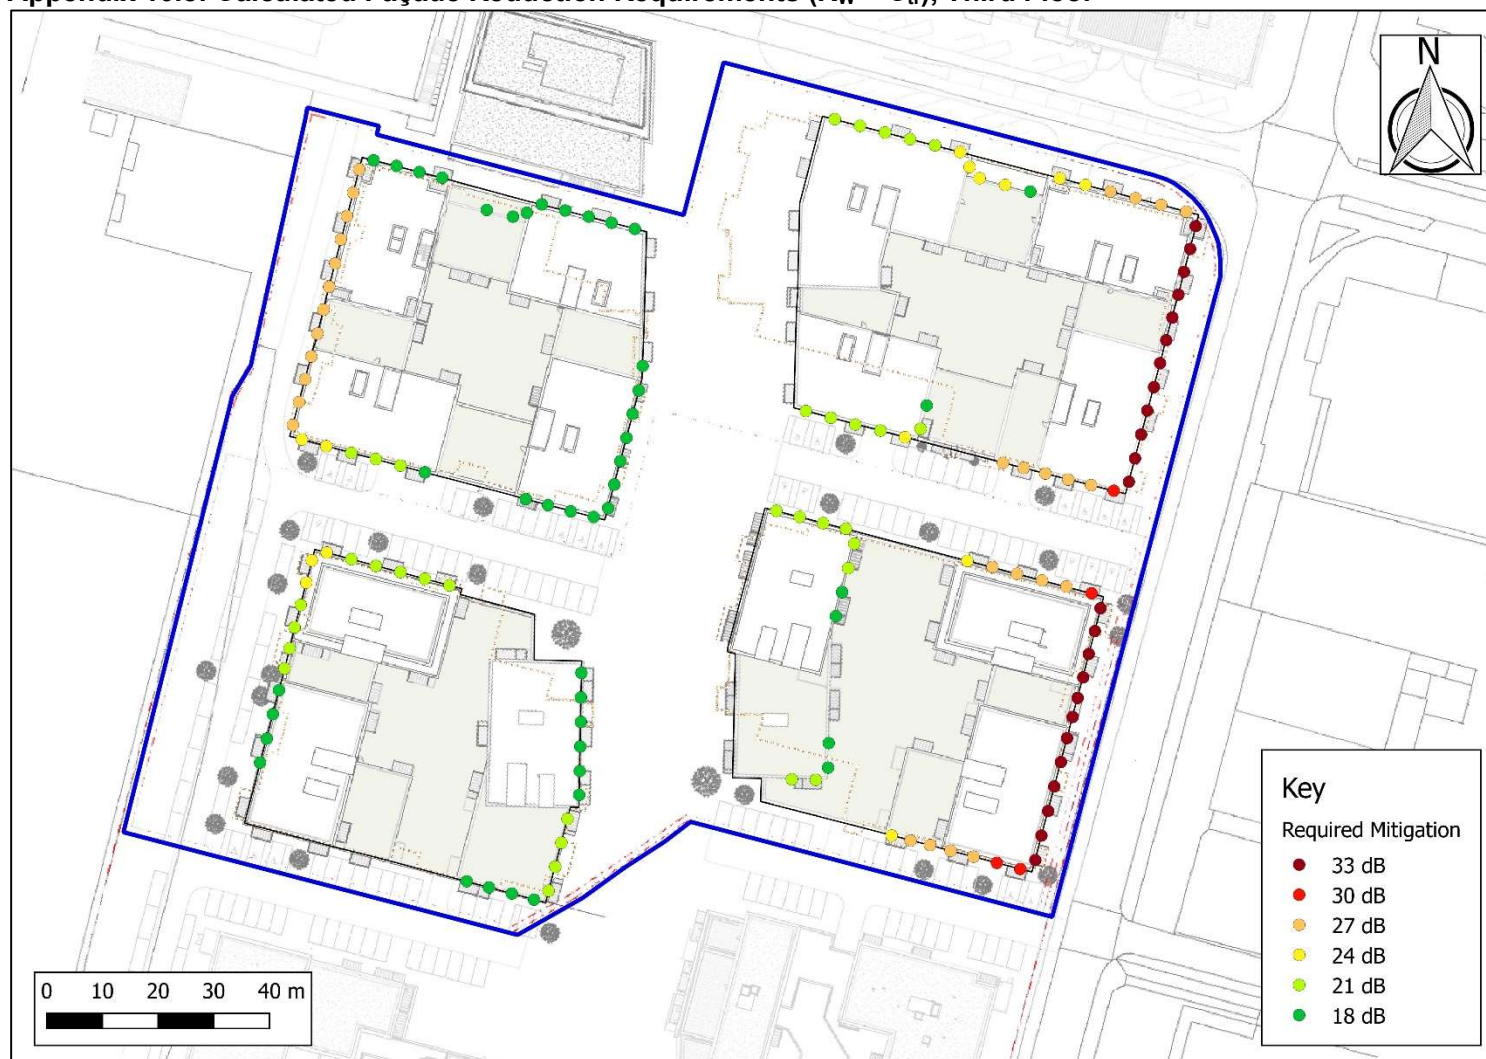 N
Key
Required Mitigation
33 dB
30 dB
27 dB
24 dB
21 dB
18 dB
0 10 20 30 40 m